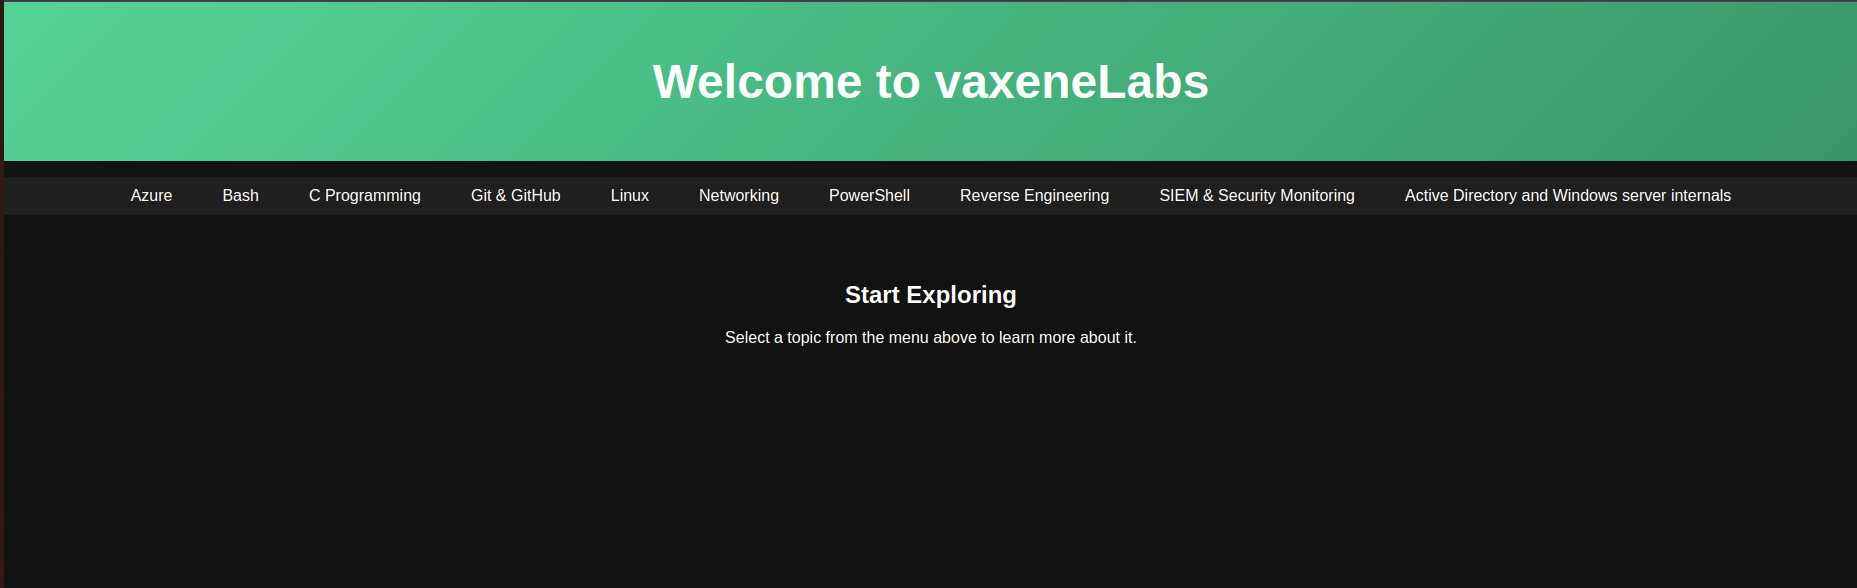 Welcome to vaxeneLabs
Azure Bash C Programming Git & GitHub Linux Networking PowerShell Reverse Engineering SIEM & Security Monitoring Active Directory and Windows server internals
Start Exploring
Select a topic from the menu above to learn more about it.